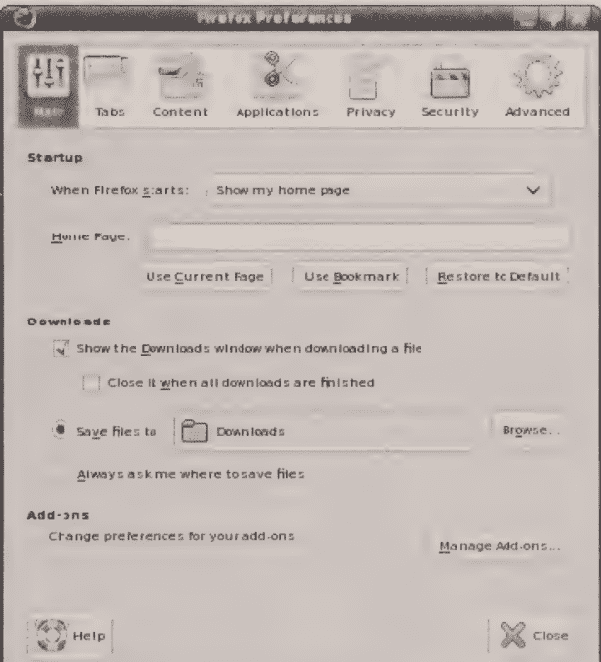 Firefox Preferences
Main Tabs Content Applications Privacy Security Advanced
Startup
When Firefox starts: Show my home page
Home Page:
Use Current Page Use Bookmark Restore to Default
Downloads
Show the Downloads window when downloading a file
Close it when all downloads are finished
Save files to Downloads Browse...
Always ask me where to save files
Add-ons
Change preferences for your add-ons
Manage Add-ons...
Help Close